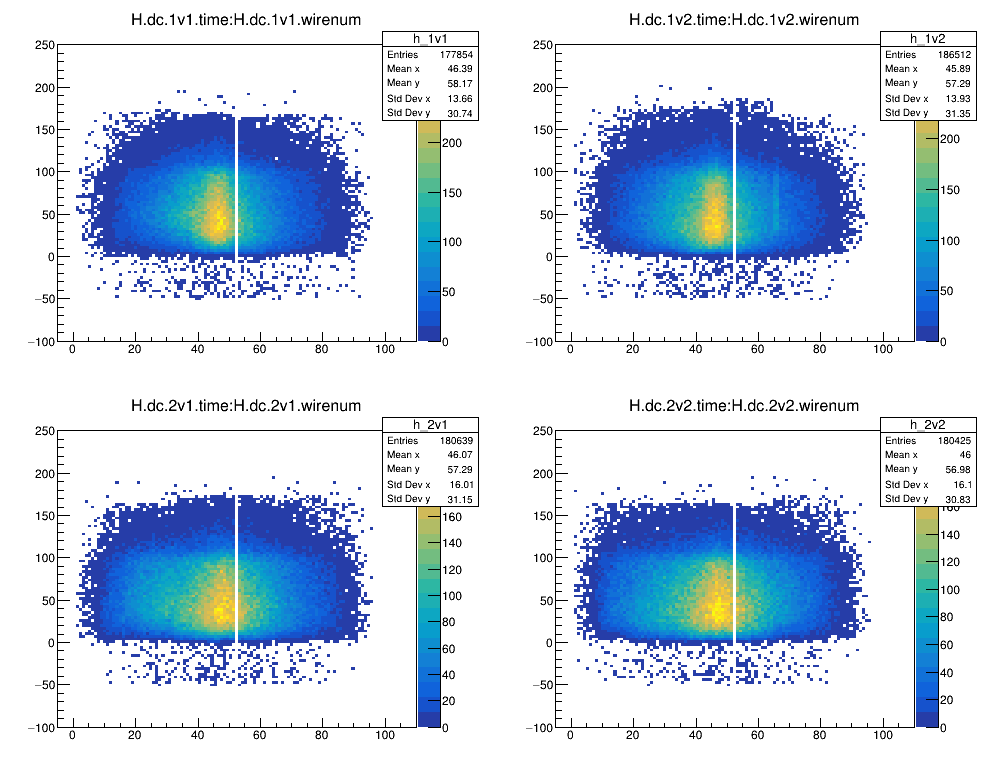 H.dc.1v1.time:H.dc.1v1.wirenum
h_1v1
Entries 177854
Mean x 46.39
Mean y 58.17
Std Dev x 13.66
Std Dev y 30.74
250
200
150
100
50
0
−50
−100
0 20 40 60 80 100
200
150
100
50
0
H.dc.1v2.time:H.dc.1v2.wirenum
h_1v2
Entries 186512
Mean x 45.89
Mean y 57.29
Std Dev x 13.93
Std Dev y 31.35
250
200
150
100
50
0
−50
−100
0 20 40 60 80 100
200
150
100
50
0
H.dc.2v1.time:H.dc.2v1.wirenum
h_2v1
Entries 180639
Mean x 46.07
Mean y 57.29
Std Dev x 16.01
Std Dev y 31.15
250
200
150
100
50
0
−50
−100
0 20 40 60 80 100
160
140
120
100
80
60
40
20
0
H.dc.2v2.time:H.dc.2v2.wirenum
h_2v2
Entries 180425
Mean x 46
Mean y 56.98
Std Dev x 16.1
Std Dev y 30.83
250
200
150
100
50
0
−50
−100
0 20 40 60 80 100
160
140
120
100
80
60
40
20
0